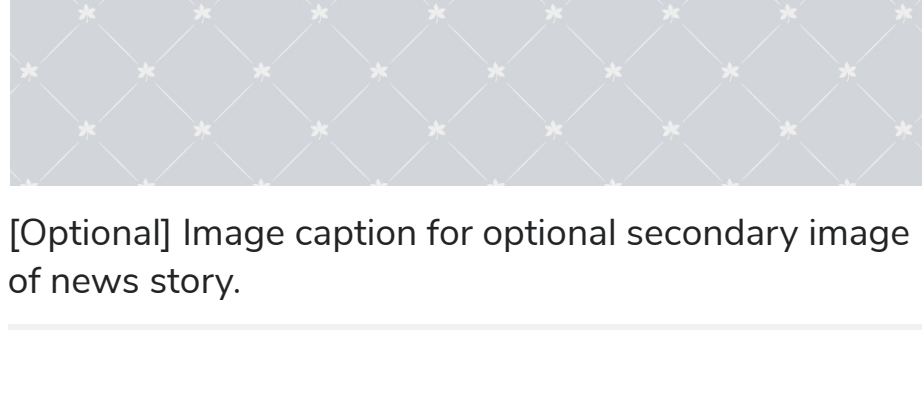 [Optional] Image caption for optional secondary image
of news story.